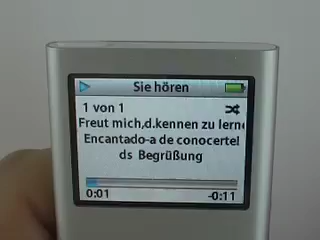 Sie hören
1 von 1
Freut mich,d.kennen zu lerne
Encantado-a de conocertel
ds Begrüßung
0:01 -0:11